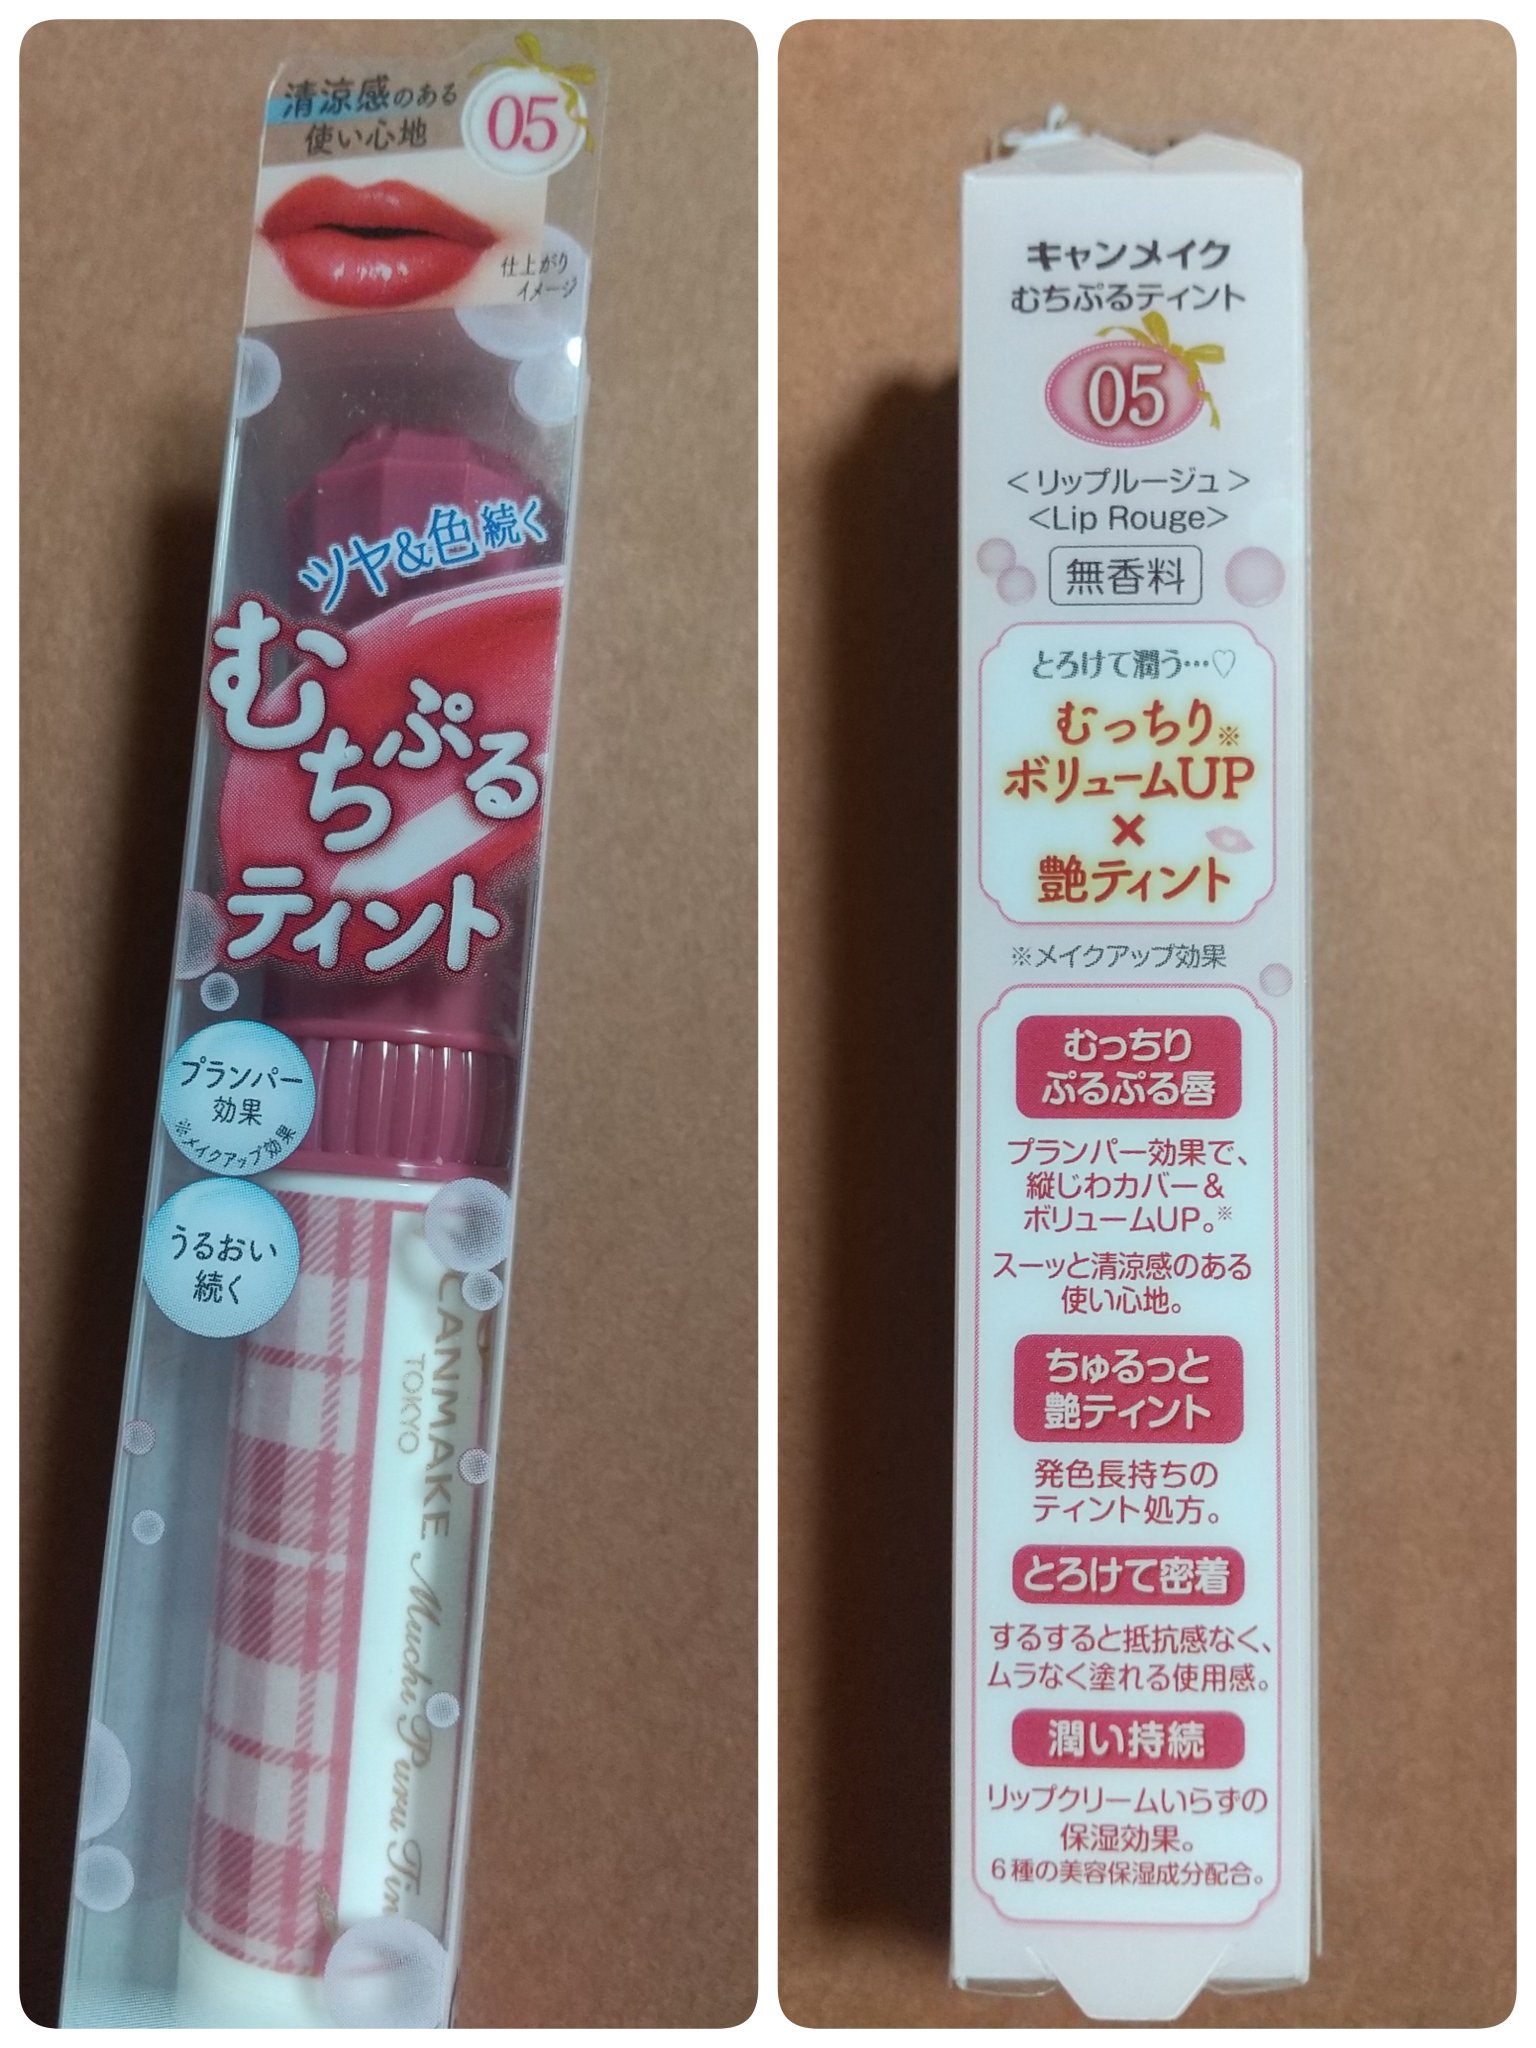 清涼感のある
使い心地
05
仕上がり
イメージ
ツヤ&色続く
むちぷる
ティント
プランパー
効果
※メイクアップ効果
うるおい
続く
CANMAKE
TOKYO
Muchi Puru Tin
キャンメイク
むちぷるティント
05
<リップルージュ>
<Lip Rouge>
無香料
とろけて潤う…♡
むっちり※
ボリュームUP
×
艶ティント
※メイクアップ効果
むっちり
ぷるぷる唇
プランパー効果で、
縦じわカバー&
ボリュームUP。※
スーッと清涼感のある
使い心地。
ちゅるっと
艶ティント
発色長持ちの
ティント処方。
とろけて密着
するすると抵抗感なく、
ムラなく塗れる使用感。
潤い持続
リップクリームいらずの
保湿効果。
6種の美容保湿成分配合。